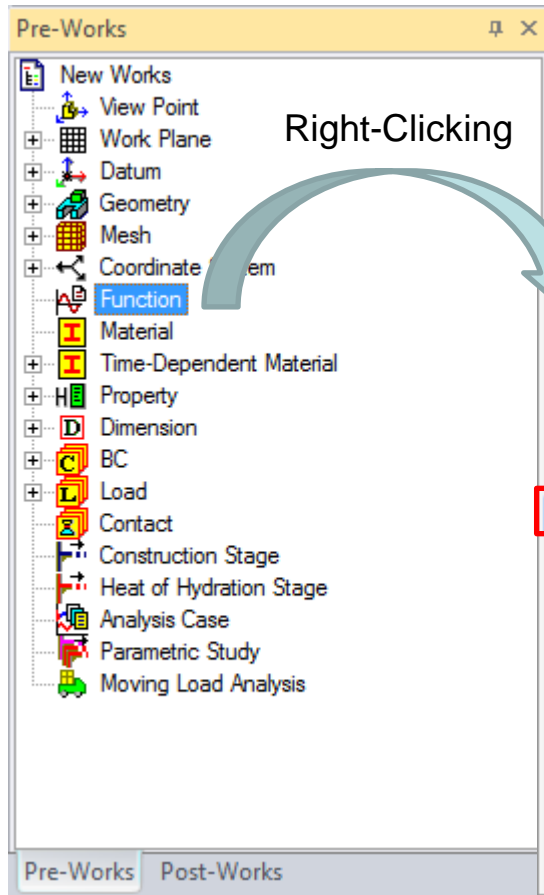 Pre-Works
New Works
View Point
Right-Clicking
Work Plane
Datum
Geometry
Mesh
Coordinate em
Function
Material
Time-Dependent Material
Property
Dimension
BC
Load
Contact
Construction Stage
Heat of Hydration Stage
Analysis Case
Parametric Study
Moving Load Analysis
Pre-Works Post-Works